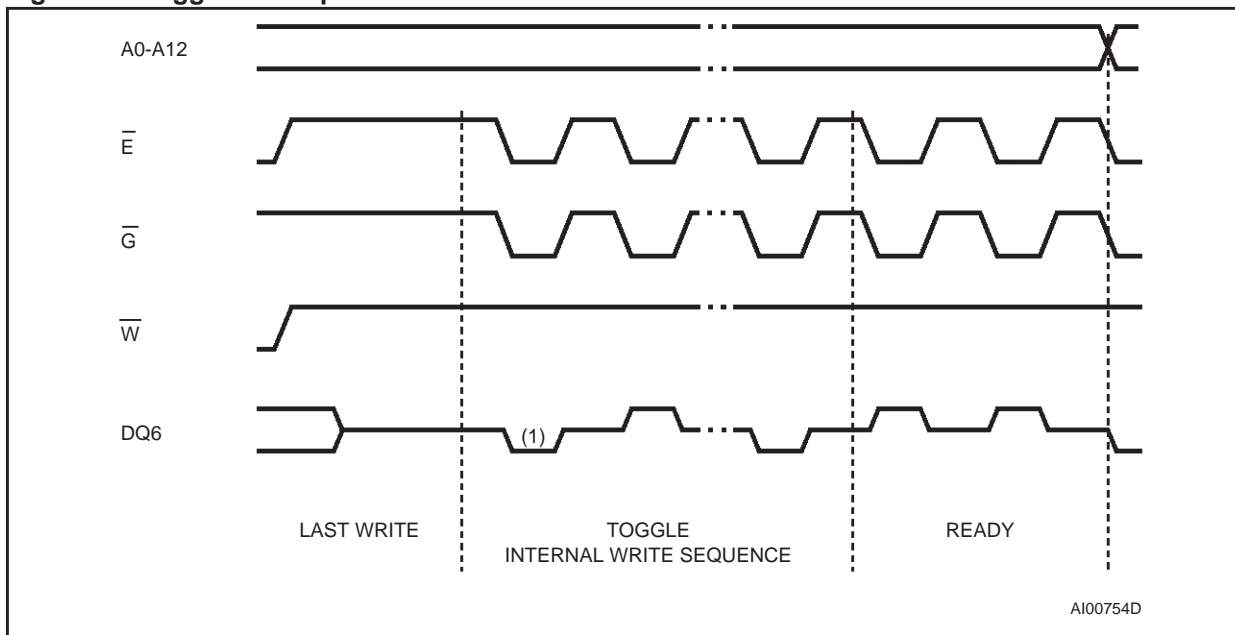 A0-A12
E
G
W
DQ6
(1)
LAST WRITE
TOGGLE
READY
INTERNAL WRITE SEQUENCE
AI00754D